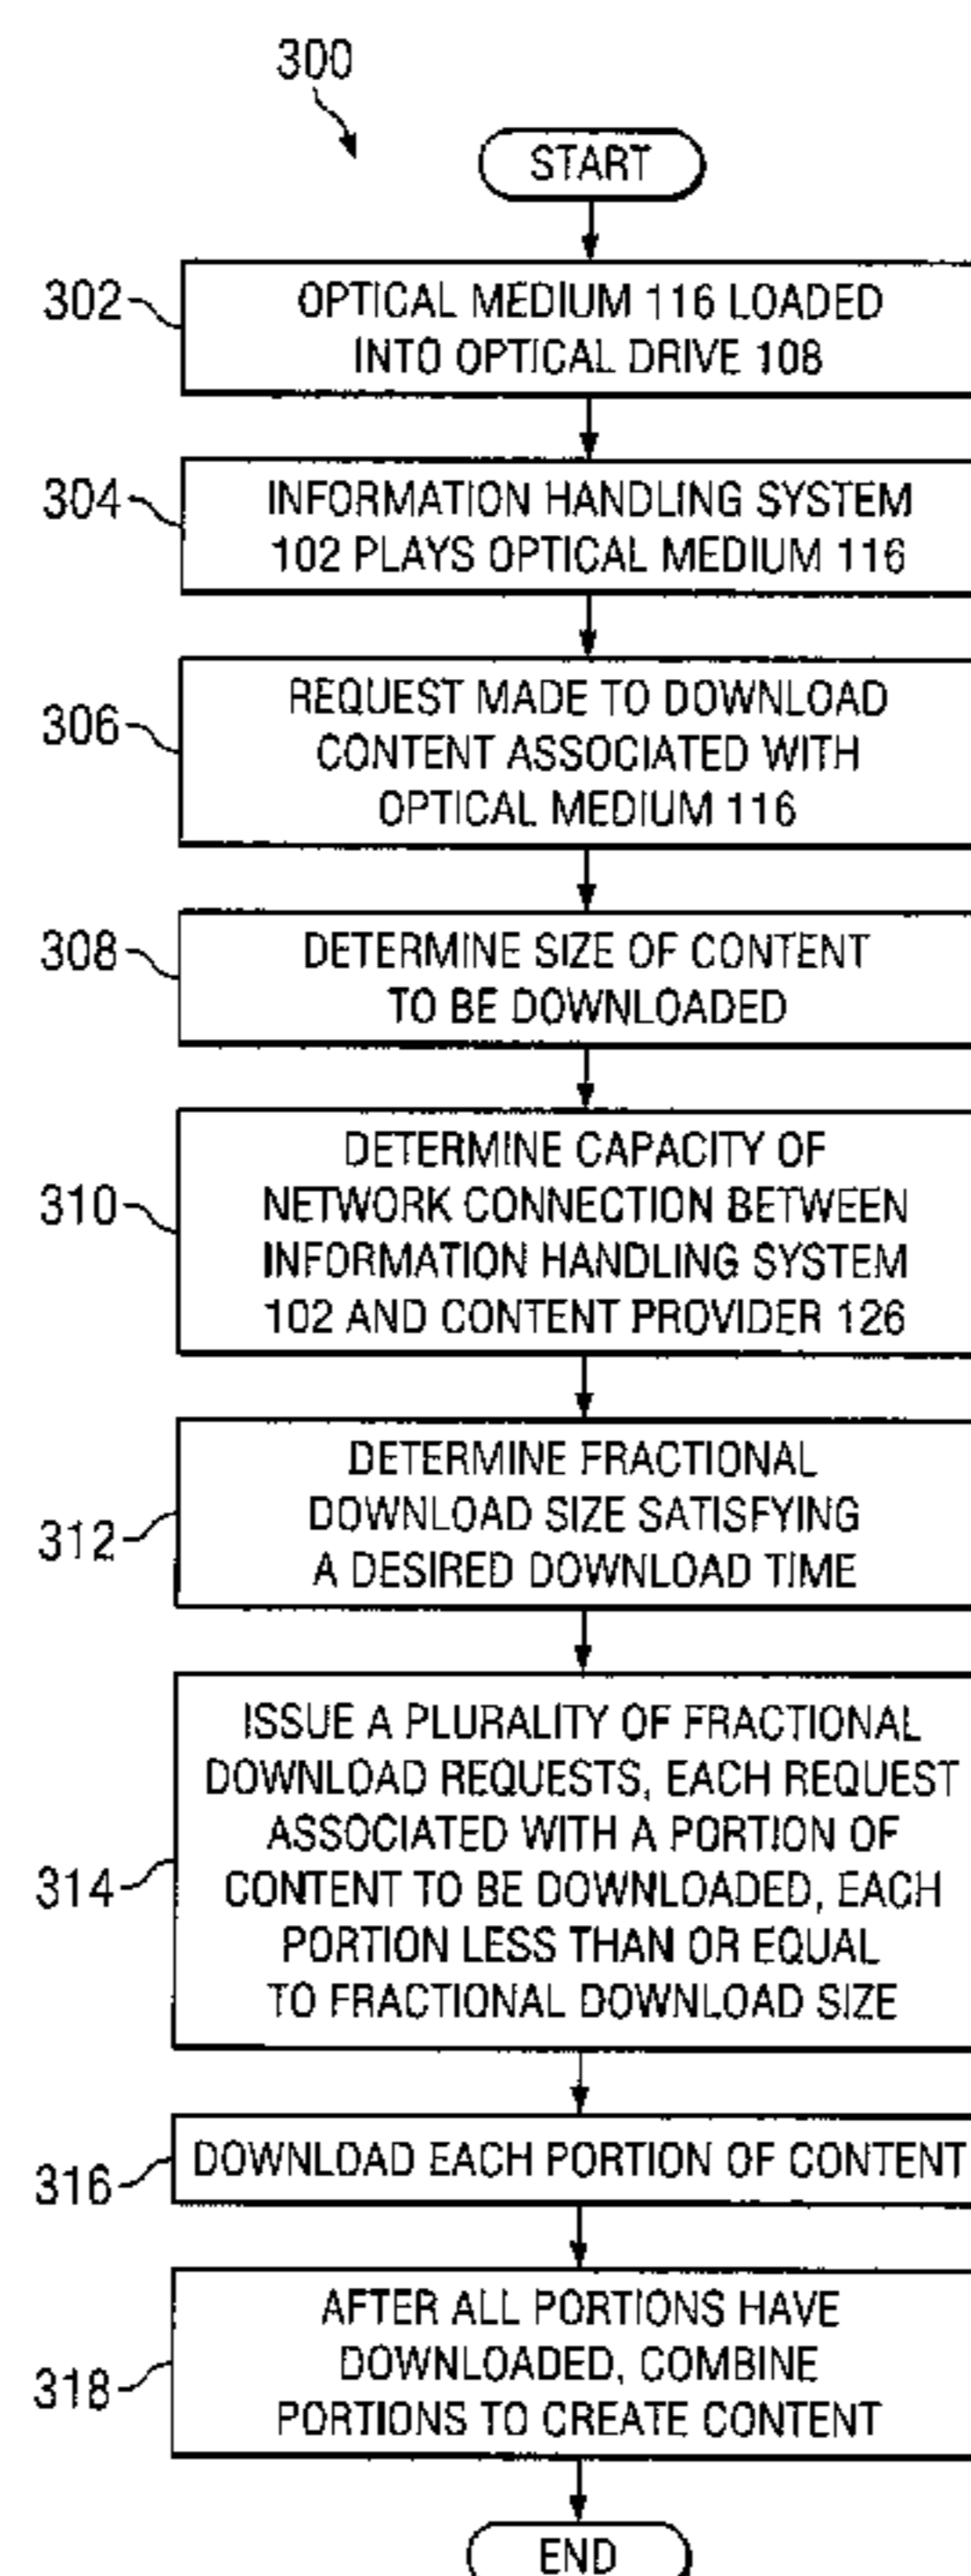 300
START
302
OPTICAL MEDIUM 116 LOADED
INTO OPTICAL DRIVE 108
304
INFORMATION HANDLING SYSTEM
102 PLAYS OPTICAL MEDIUM 116
306
REQUEST MADE TO DOWNLOAD
CONTENT ASSOCIATED WITH
OPTICAL MEDIUM 116
308
DETERMINE SIZE OF CONTENT
TO BE DOWNLOADED
310
DETERMINE CAPACITY OF
NETWORK CONNECTION BETWEEN
INFORMATION HANDLING SYSTEM
102 AND CONTENT PROVIDER 126
312
DETERMINE FRACTIONAL
DOWNLOAD SIZE SATISFYING
A DESIRED DOWNLOAD TIME
314
ISSUE A PLURALITY OF FRACTIONAL
DOWNLOAD REQUESTS, EACH REQUEST
ASSOCIATED WITH A PORTION OF
CONTENT TO BE DOWNLOADED, EACH
PORTION LESS THAN OR EQUAL
TO FRACTIONAL DOWNLOAD SIZE
316
DOWNLOAD EACH PORTION OF CONTENT
318
AFTER ALL PORTIONS HAVE
DOWNLOADED, COMBINE
PORTIONS TO CREATE CONTENT
END